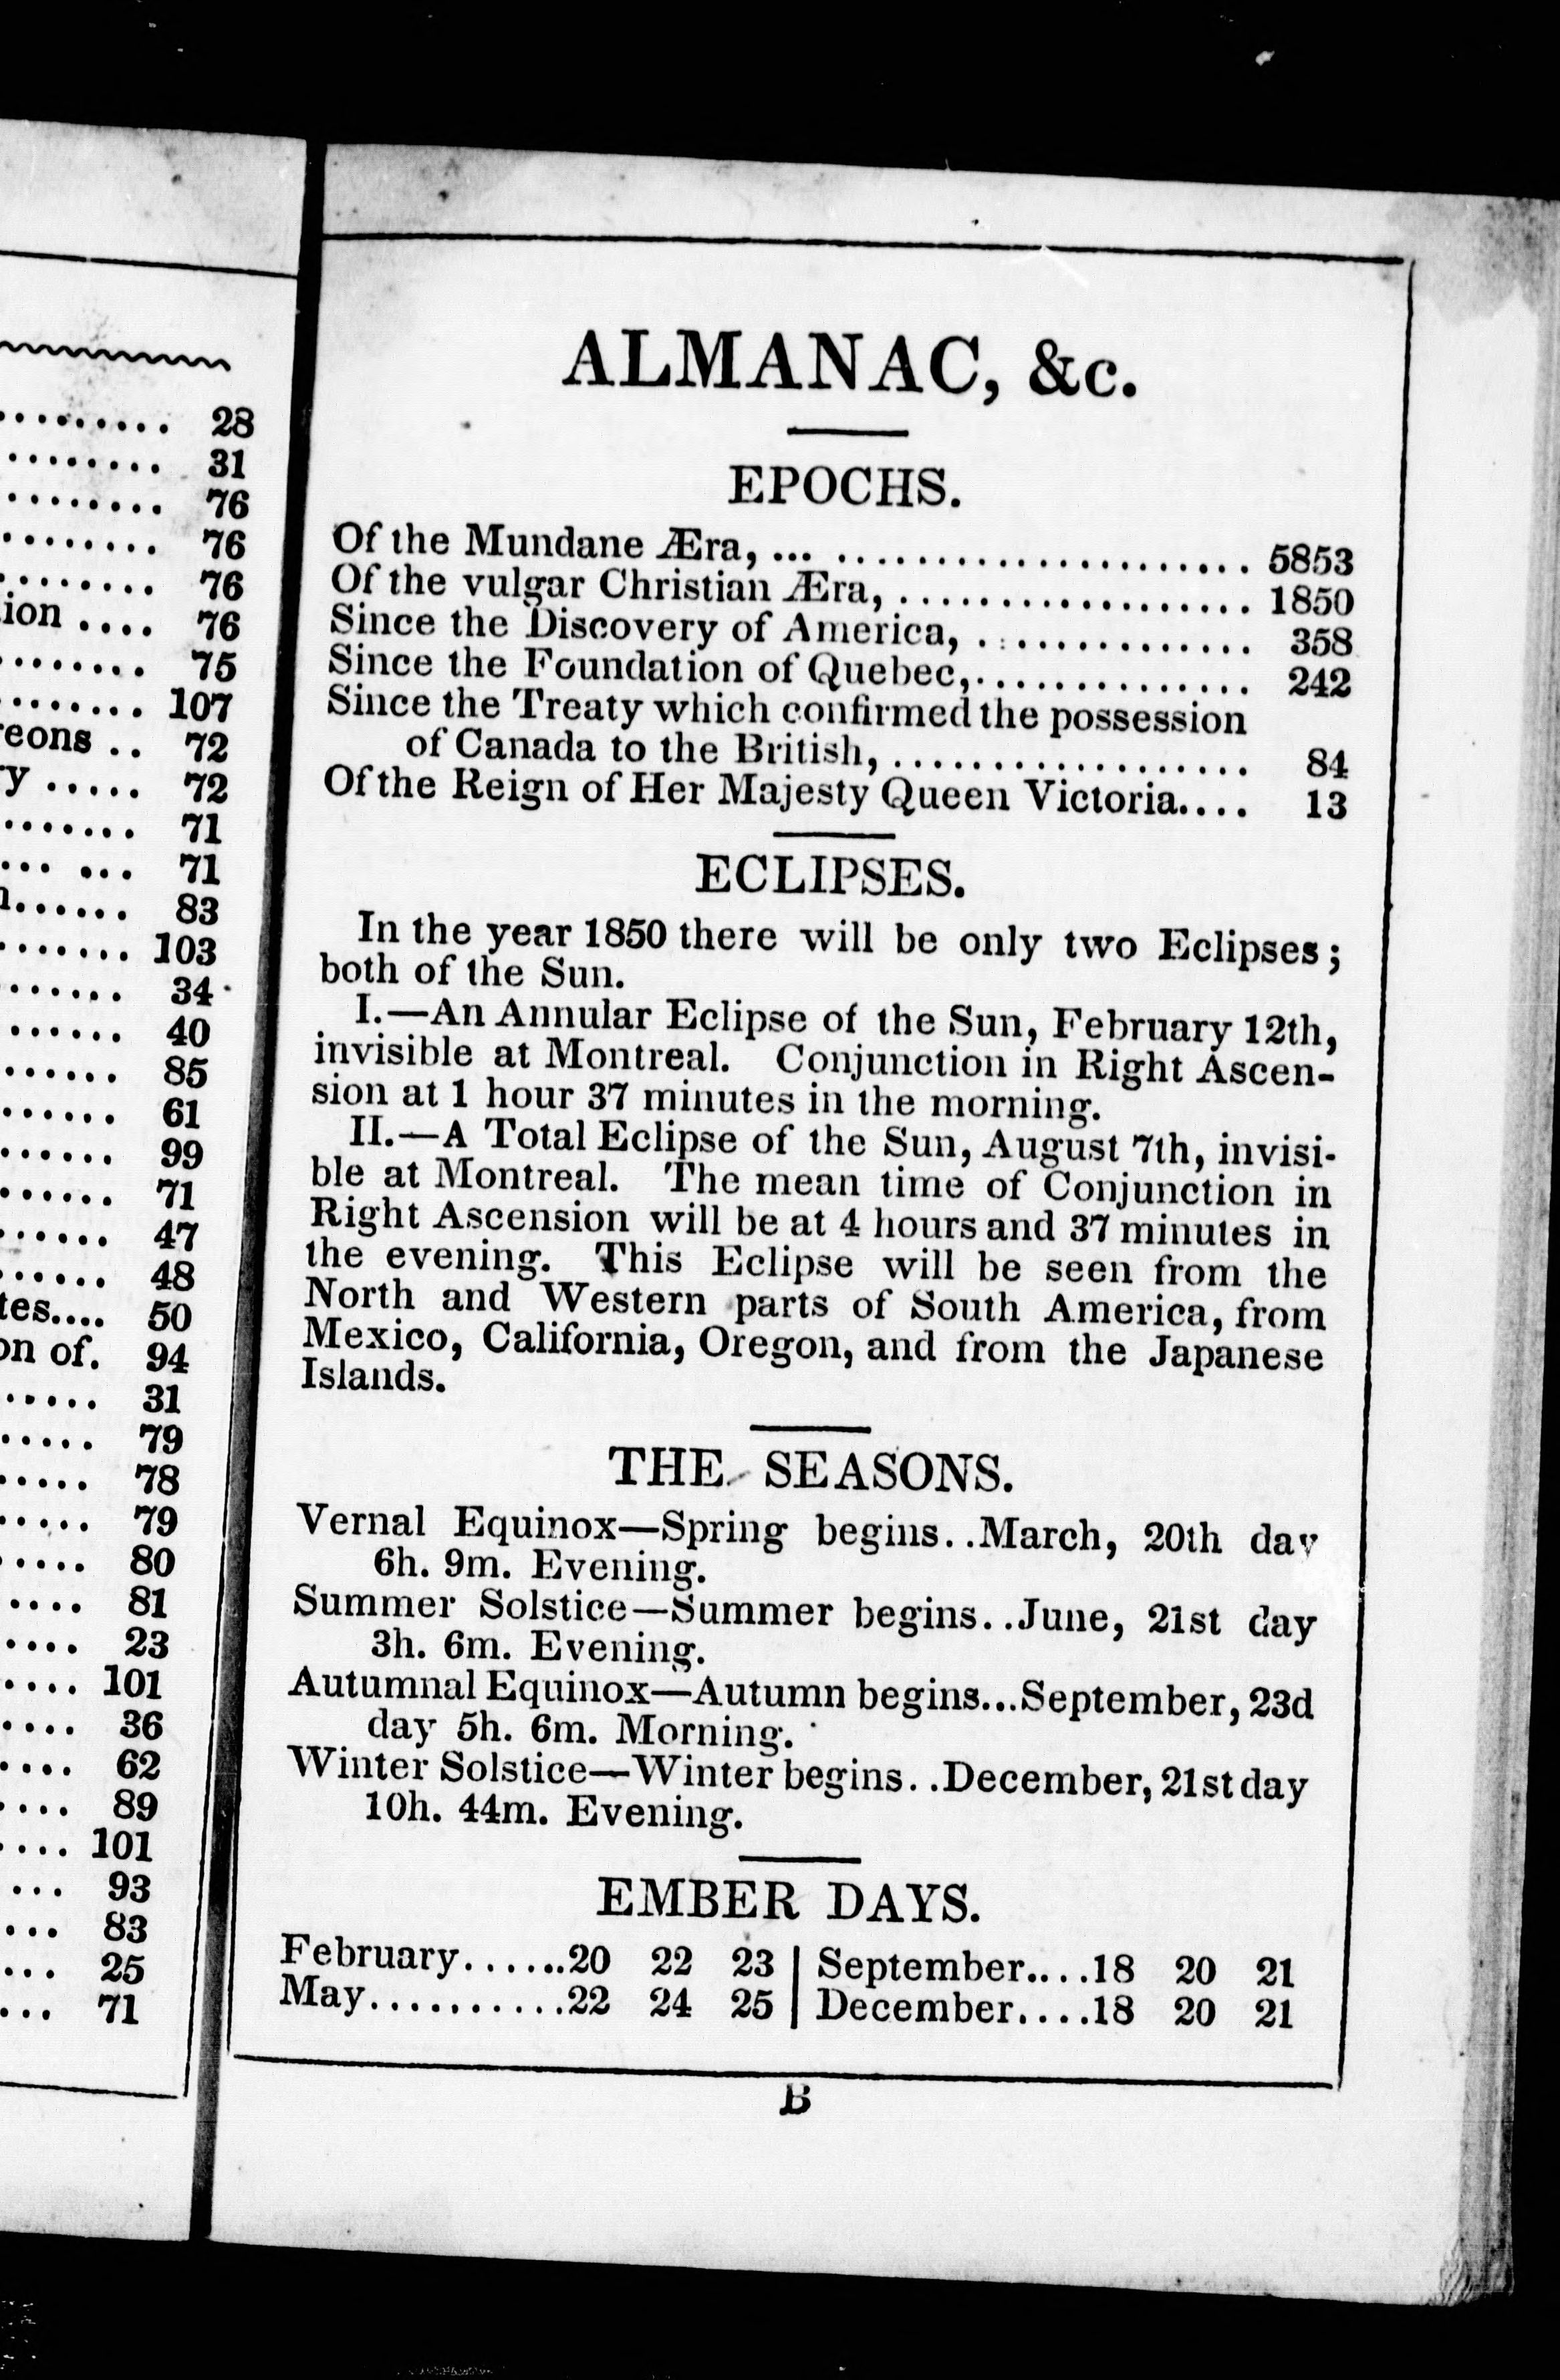 ......... 28
........ 31
......... 76
........ 76
........ 76
ion .... 76
........ 75
........ 107
eons .. 72
y ..... 72
....... 71
... ... 71
...... 83
....... 103
...... 34
...... 40
...... 85
...... 61
...... 99
...... 71
...... 47
...... 48
tes.... 50
on of. 94
..... 31
..... 79
..... 78
..... 79
..... 80
.... 81
.... 23
.... 101
.... 36
.... 62
.... 89
.... 101
... 93
... 83
... 25
... 71
ALMANAC, &c.
EPOCHS.
Of the Mundane Æra, ... ...................... 5853
Of the vulgar Christian Æra, .................. 1850
Since the Discovery of America, .............. 358
Since the Foundation of Quebec,............... 242
Since the Treaty which confirmed the possession
of Canada to the British, ................... 84
Of the Reign of Her Majesty Queen Victoria.... 13
ECLIPSES.
In the year 1850 there will be only two Eclipses;
both of the Sun.
I.—An Annular Eclipse of the Sun, February 12th,
invisible at Montreal. Conjunction in Right Ascen-
sion at 1 hour 37 minutes in the morning.
II.—A Total Eclipse of the Sun, August 7th, invisi-
ble at Montreal. The mean time of Conjunction in
Right Ascension will be at 4 hours and 37 minutes in
the evening. This Eclipse will be seen from the
North and Western parts of South America, from
Mexico, California, Oregon, and from the Japanese
Islands.
THE SEASONS.
Vernal Equinox—Spring begins..March, 20th day
6h. 9m. Evening.
Summer Solstice—Summer begins..June, 21st day
3h. 6m. Evening.
Autumnal Equinox—Autumn begins...September, 23d
day 5h. 6m. Morning.
Winter Solstice—Winter begins..December, 21st day
10h. 44m. Evening.
EMBER DAYS.
February......20 22 23 | September....18 20 21
May..........22 24 25 | December....18 20 21
B